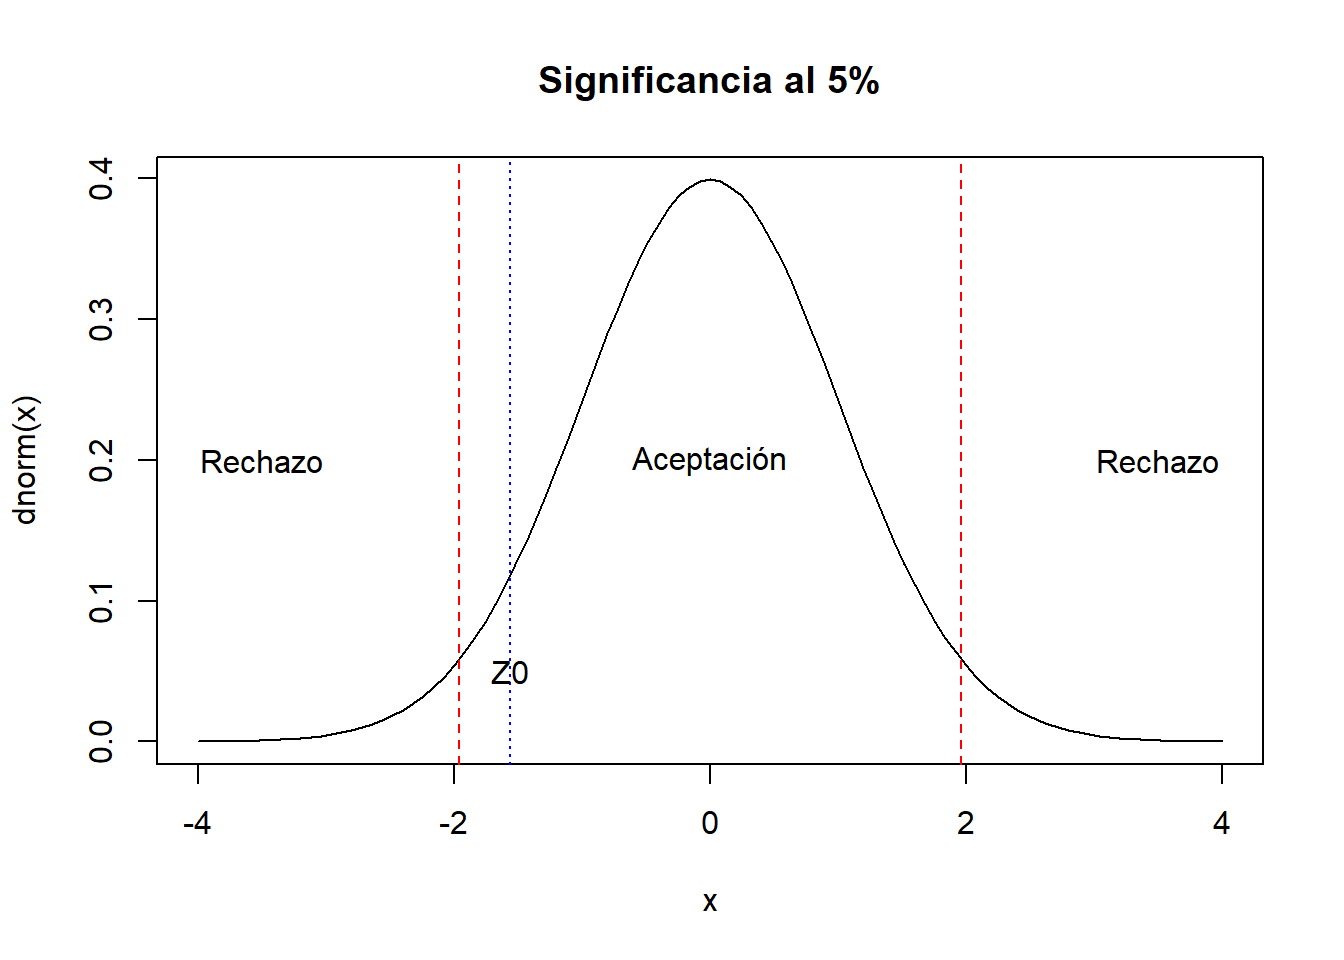 Significancia al 5%
0.4
0.3
0.2
0.1
0.0
dnorm(x)
Rechazo
Aceptación
Rechazo
Z0
-4
-2
0
2
4
x